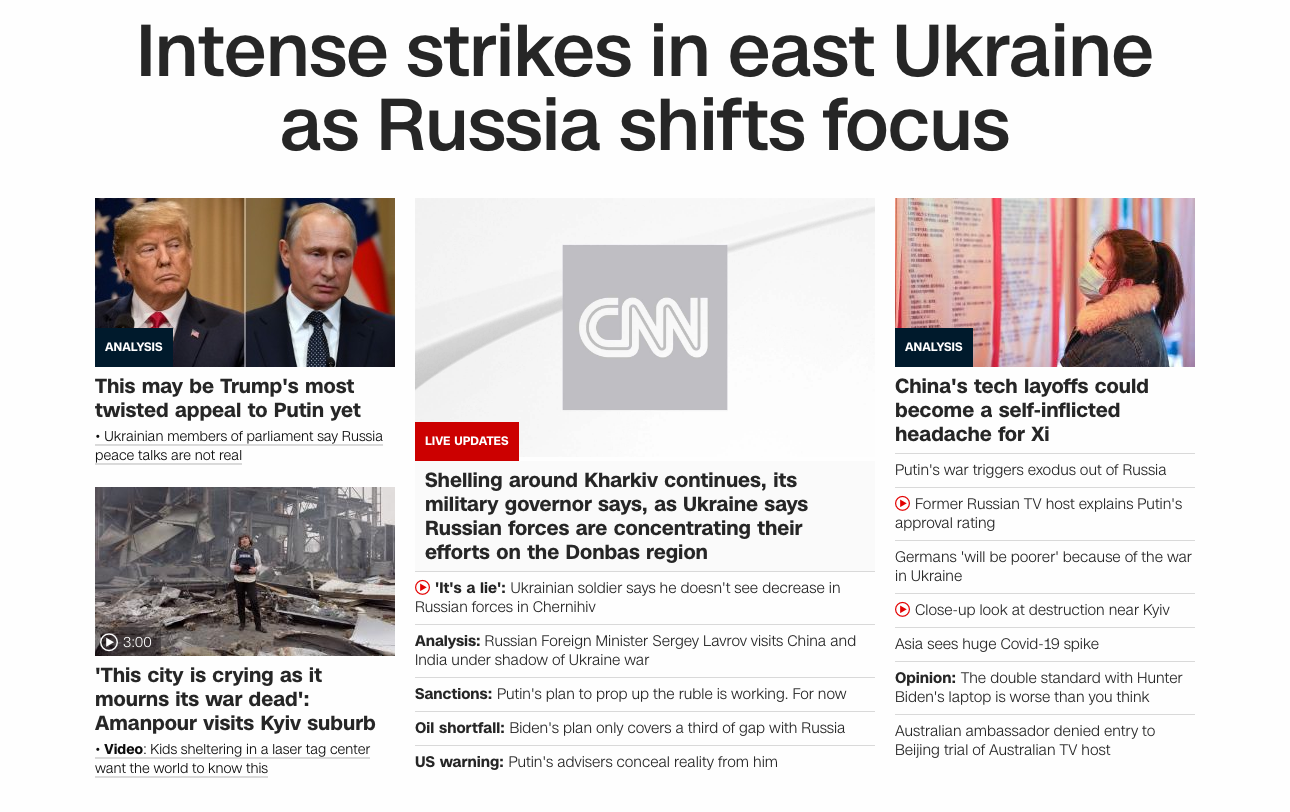 Intense strikes in east Ukraine
as Russia shifts focus
ANALYSIS
This may be Trump's most
twisted appeal to Putin yet
• Ukrainian members of parliament say Russia
peace talks are not real
3:00
'This city is crying as it
mourns its war dead':
Amanpour visits Kyiv suburb
• Video: Kids sheltering in a laser tag center
want the world to know this
CNN
LIVE UPDATES
Shelling around Kharkiv continues, its
military governor says, as Ukraine says
Russian forces are concentrating their
efforts on the Donbas region
'It's a lie': Ukrainian soldier says he doesn't see decrease in
Russian forces in Chernihiv
Analysis: Russian Foreign Minister Sergey Lavrov visits China and
India under shadow of Ukraine war
Sanctions: Putin's plan to prop up the ruble is working. For now
Oil shortfall: Biden's plan only covers a third of gap with Russia
US warning: Putin's advisers conceal reality from him
ANALYSIS
China's tech layoffs could
become a self-inflicted
headache for Xi
Putin's war triggers exodus out of Russia
Former Russian TV host explains Putin's
approval rating
Germans 'will be poorer' because of the war
in Ukraine
Close-up look at destruction near Kyiv
Asia sees huge Covid-19 spike
Opinion: The double standard with Hunter
Biden's laptop is worse than you think
Australian ambassador denied entry to
Beijing trial of Australian TV host